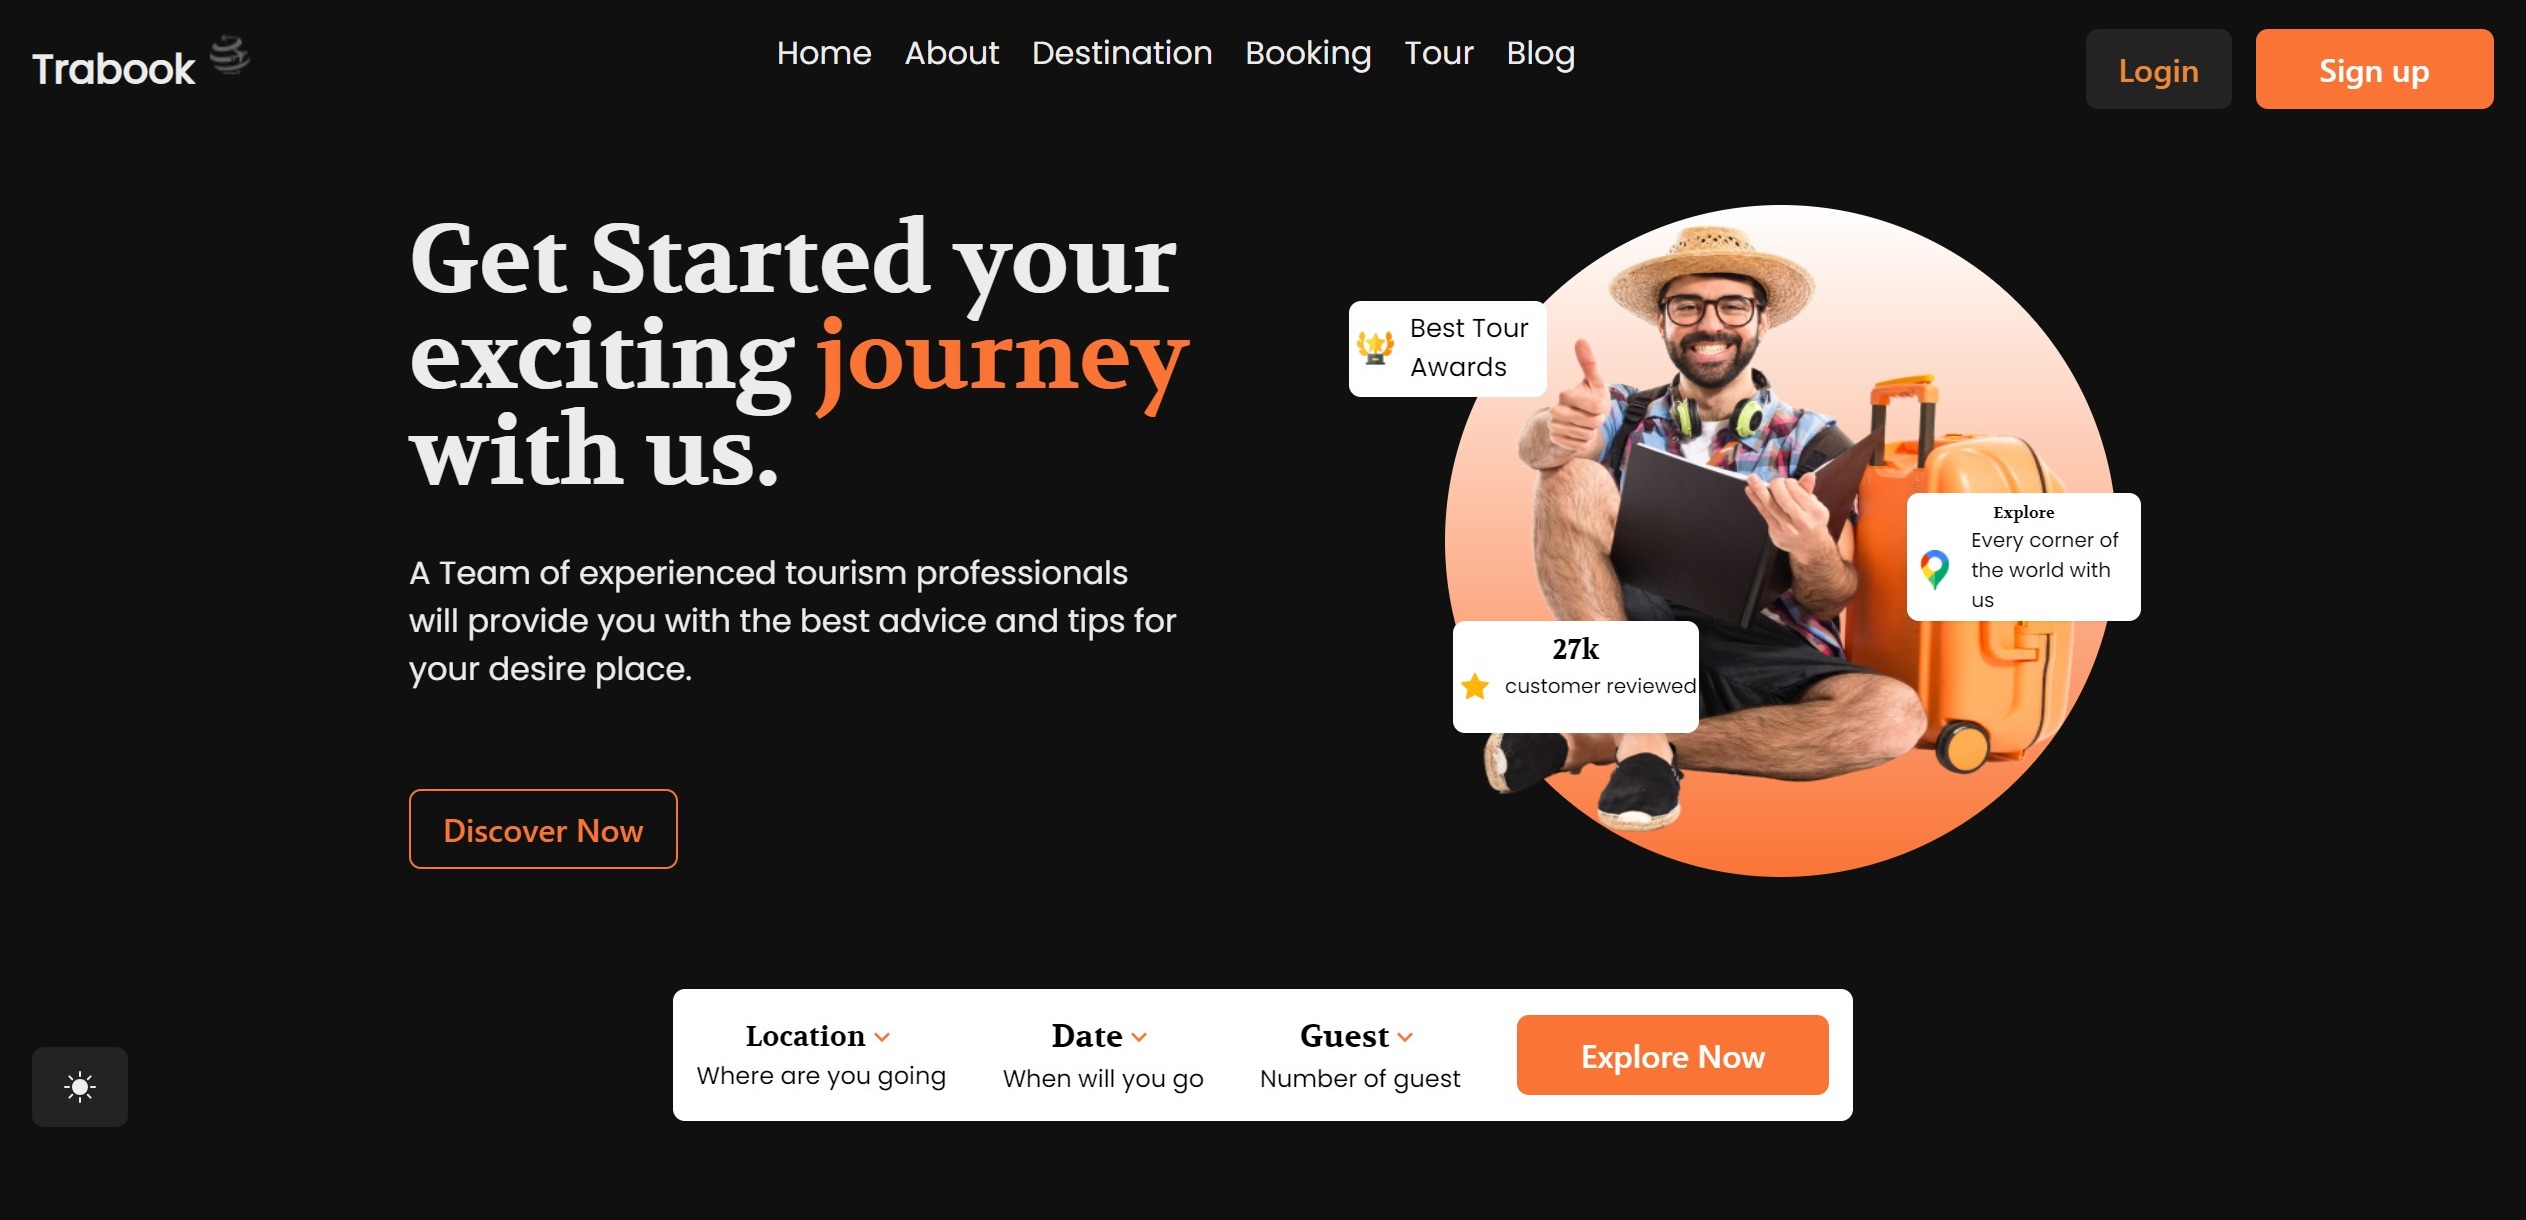 Trabook
Home About Destination Booking Tour Blog
Login
Sign up
Get Started your
exciting journey
with us.
A Team of experienced tourism professionals
will provide you with the best advice and tips for
your desire place.
Discover Now
Best Tour
Awards
Explore
Every corner of
the world with
us
27k
customer reviewed
Location
Where are you going
Date
When will you go
Guest
Number of guest
Explore Now